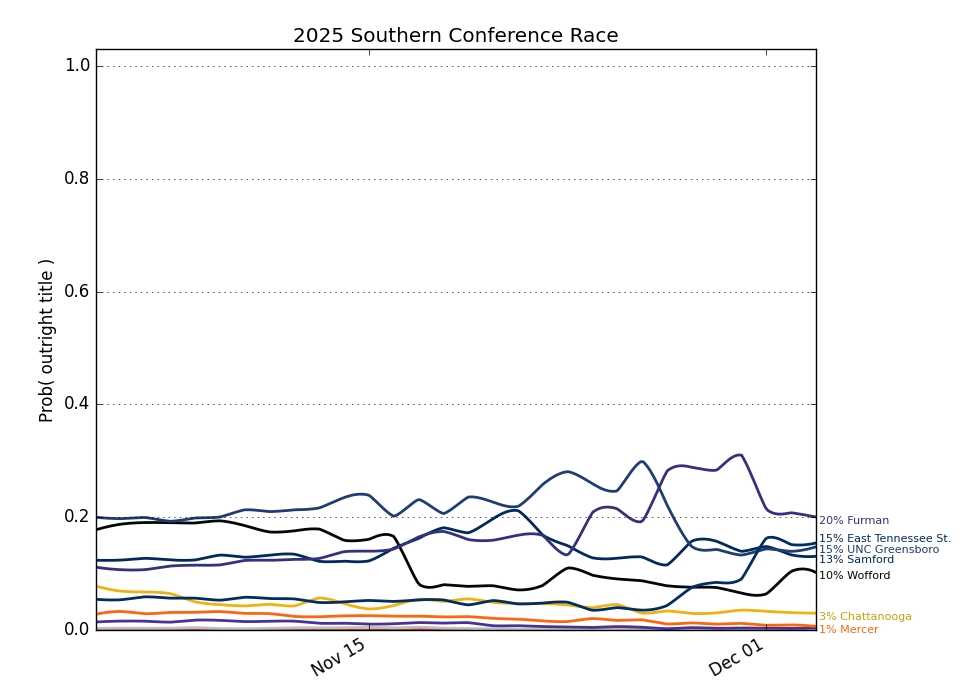 2025 Southern Conference Race
Prob( outright title )
1.0
0.8
0.6
0.4
0.2
0.0
Nov 15
Dec 01
20% Furman
15% East Tennessee St.
15% UNC Greensboro
13% Samford
10% Wofford
3% Chattanooga
1% Mercer